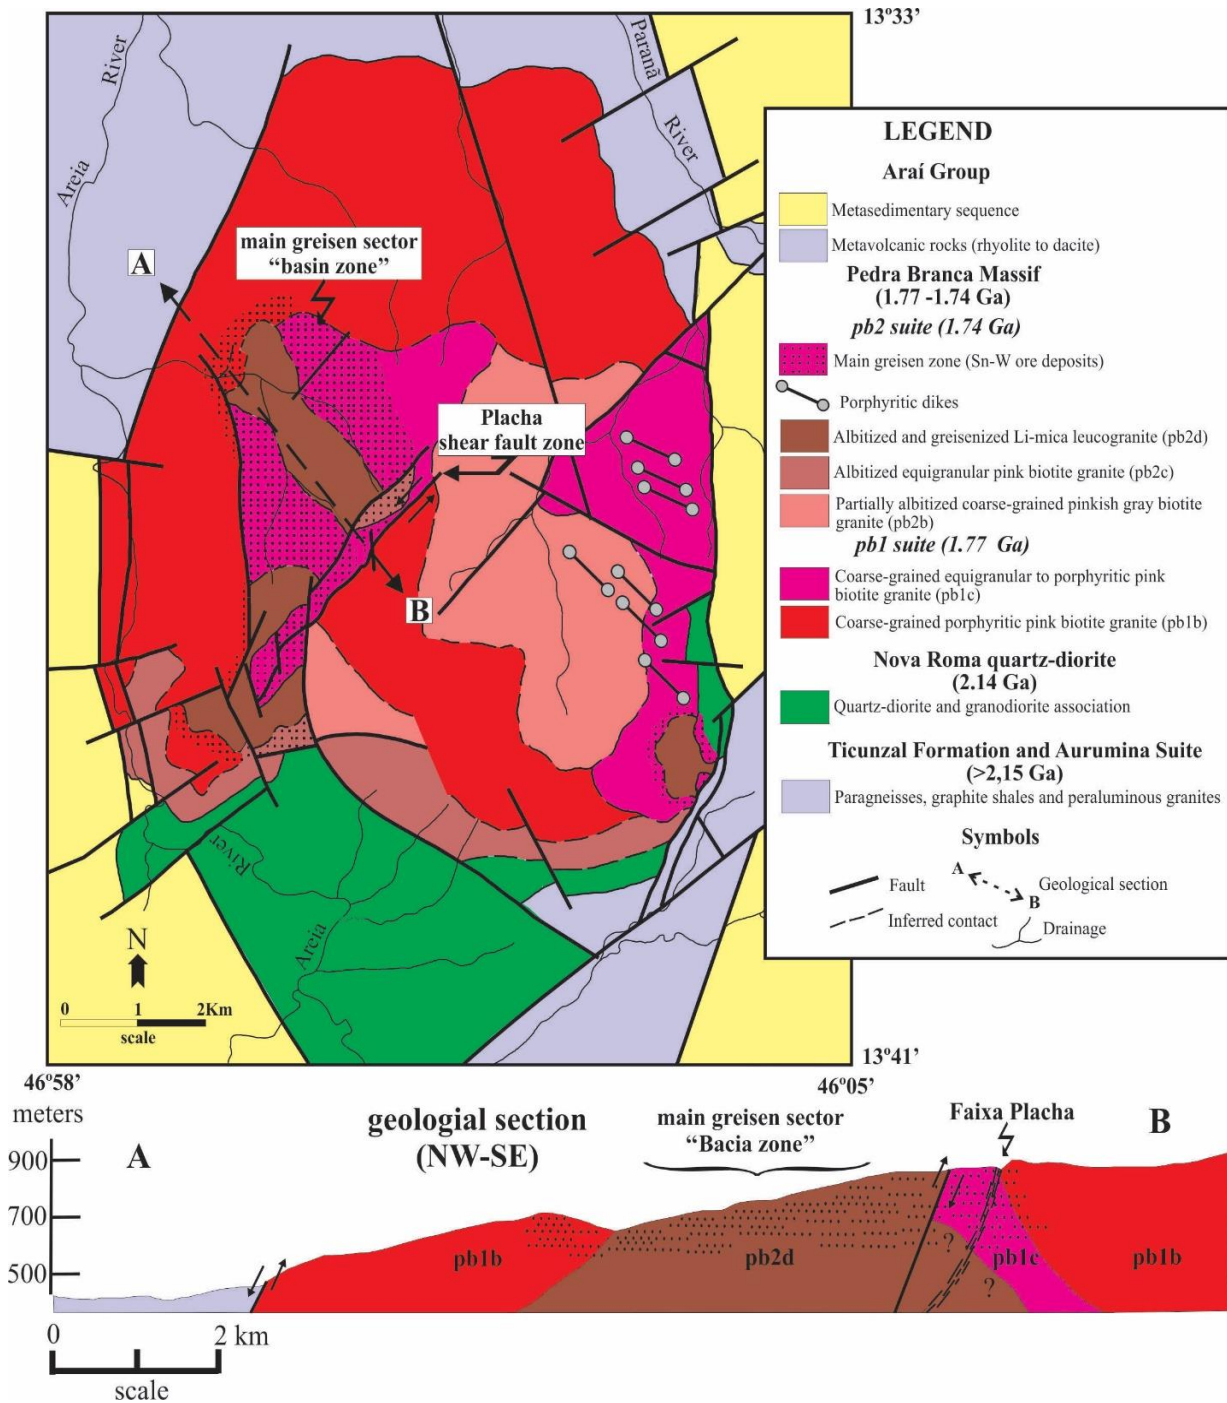 13º33’
River
Areia
Paranã
River
main greisen sector
“basin zone”
A
Placha
shear fault zone
B
River
Areia
N
0 1 2Km
scale
13º41’
46º58’
46º05’
LEGEND
Araí Group
Metasedimentary sequence
Metavolcanic rocks (rhyolite to dacite)
Pedra Branca Massif
(1.77 -1.74 Ga)
pb2 suite (1.74 Ga)
Main greisen zone (Sn-W ore deposits)
Porphyritic dikes
Albitized and greisenized Li-mica leucogranite (pb2d)
Albitized equigranular pink biotite granite (pb2c)
Partially albitized coarse-grained pinkish gray biotite
granite (pb2b)
pb1 suite (1.77 Ga)
Coarse-grained equigranular to porphyritic pink
biotite granite (pb1c)
Coarse-grained porphyritic pink biotite granite (pb1b)
Nova Roma quartz-diorite
(2.14 Ga)
Quartz-diorite and granodiorite association
Ticunzal Formation and Aurumina Suite
(>2,15 Ga)
Paragneisses, graphite shales and peraluminous granites
Symbols
Fault
A
B
Geological section
Inferred contact
Drainage
meters
900
700
500
A
geologial section
(NW-SE)
main greisen sector
“Bacia zone”
Faixa Placha
B
pb1b
pb2d
?
pb1c
?
pb1b
0 2 km
scale